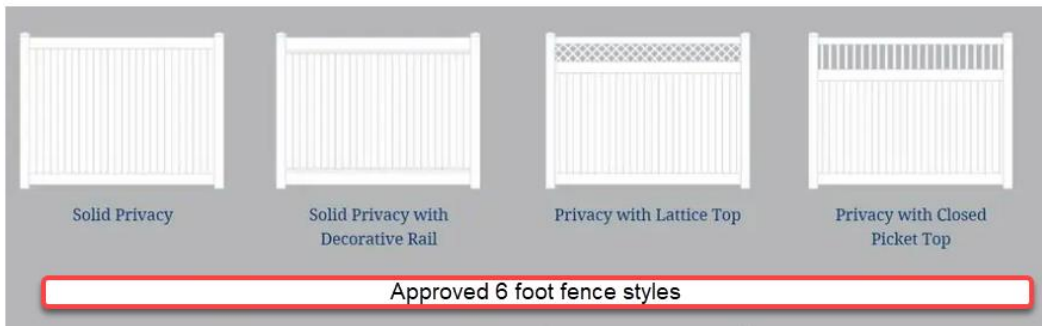 Solid Privacy
Solid Privacy with
Decorative Rail
Privacy with Lattice Top
Privacy with Closed
Picket Top
Approved 6 foot fence styles